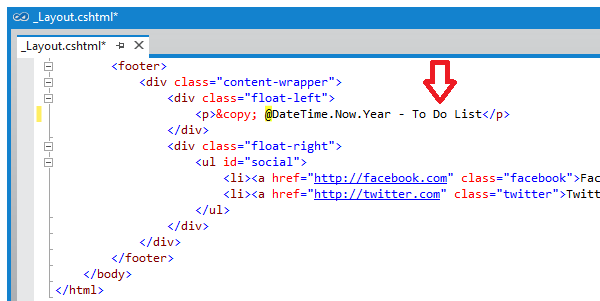 _Layout.cshtml*
_Layout.cshtml*
<footer>
<div class="content-wrapper">
<div class="float-left">
<p>&copy; @DateTime.Now.Year - To Do List</p>
</div>
<div class="float-right">
<ul id="social">
<li><a href="http://facebook.com" class="facebook">Fac
<li><a href="http://twitter.com" class="twitter">Twitt
</ul>
</div>
</div>
</footer>
</body>
</html>